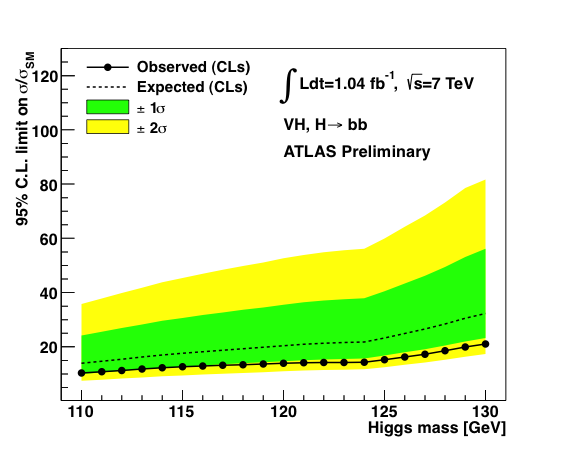 95% C.L. limit on σ/σSM
Observed (CLs)
Expected (CLs)
± 1σ
± 2σ
∫ Ldt=1.04 fb⁻¹, √s=7 TeV
VH, H→ bb
ATLAS Preliminary
120
100
80
60
40
20
110 115 120 125 130
Higgs mass [GeV]